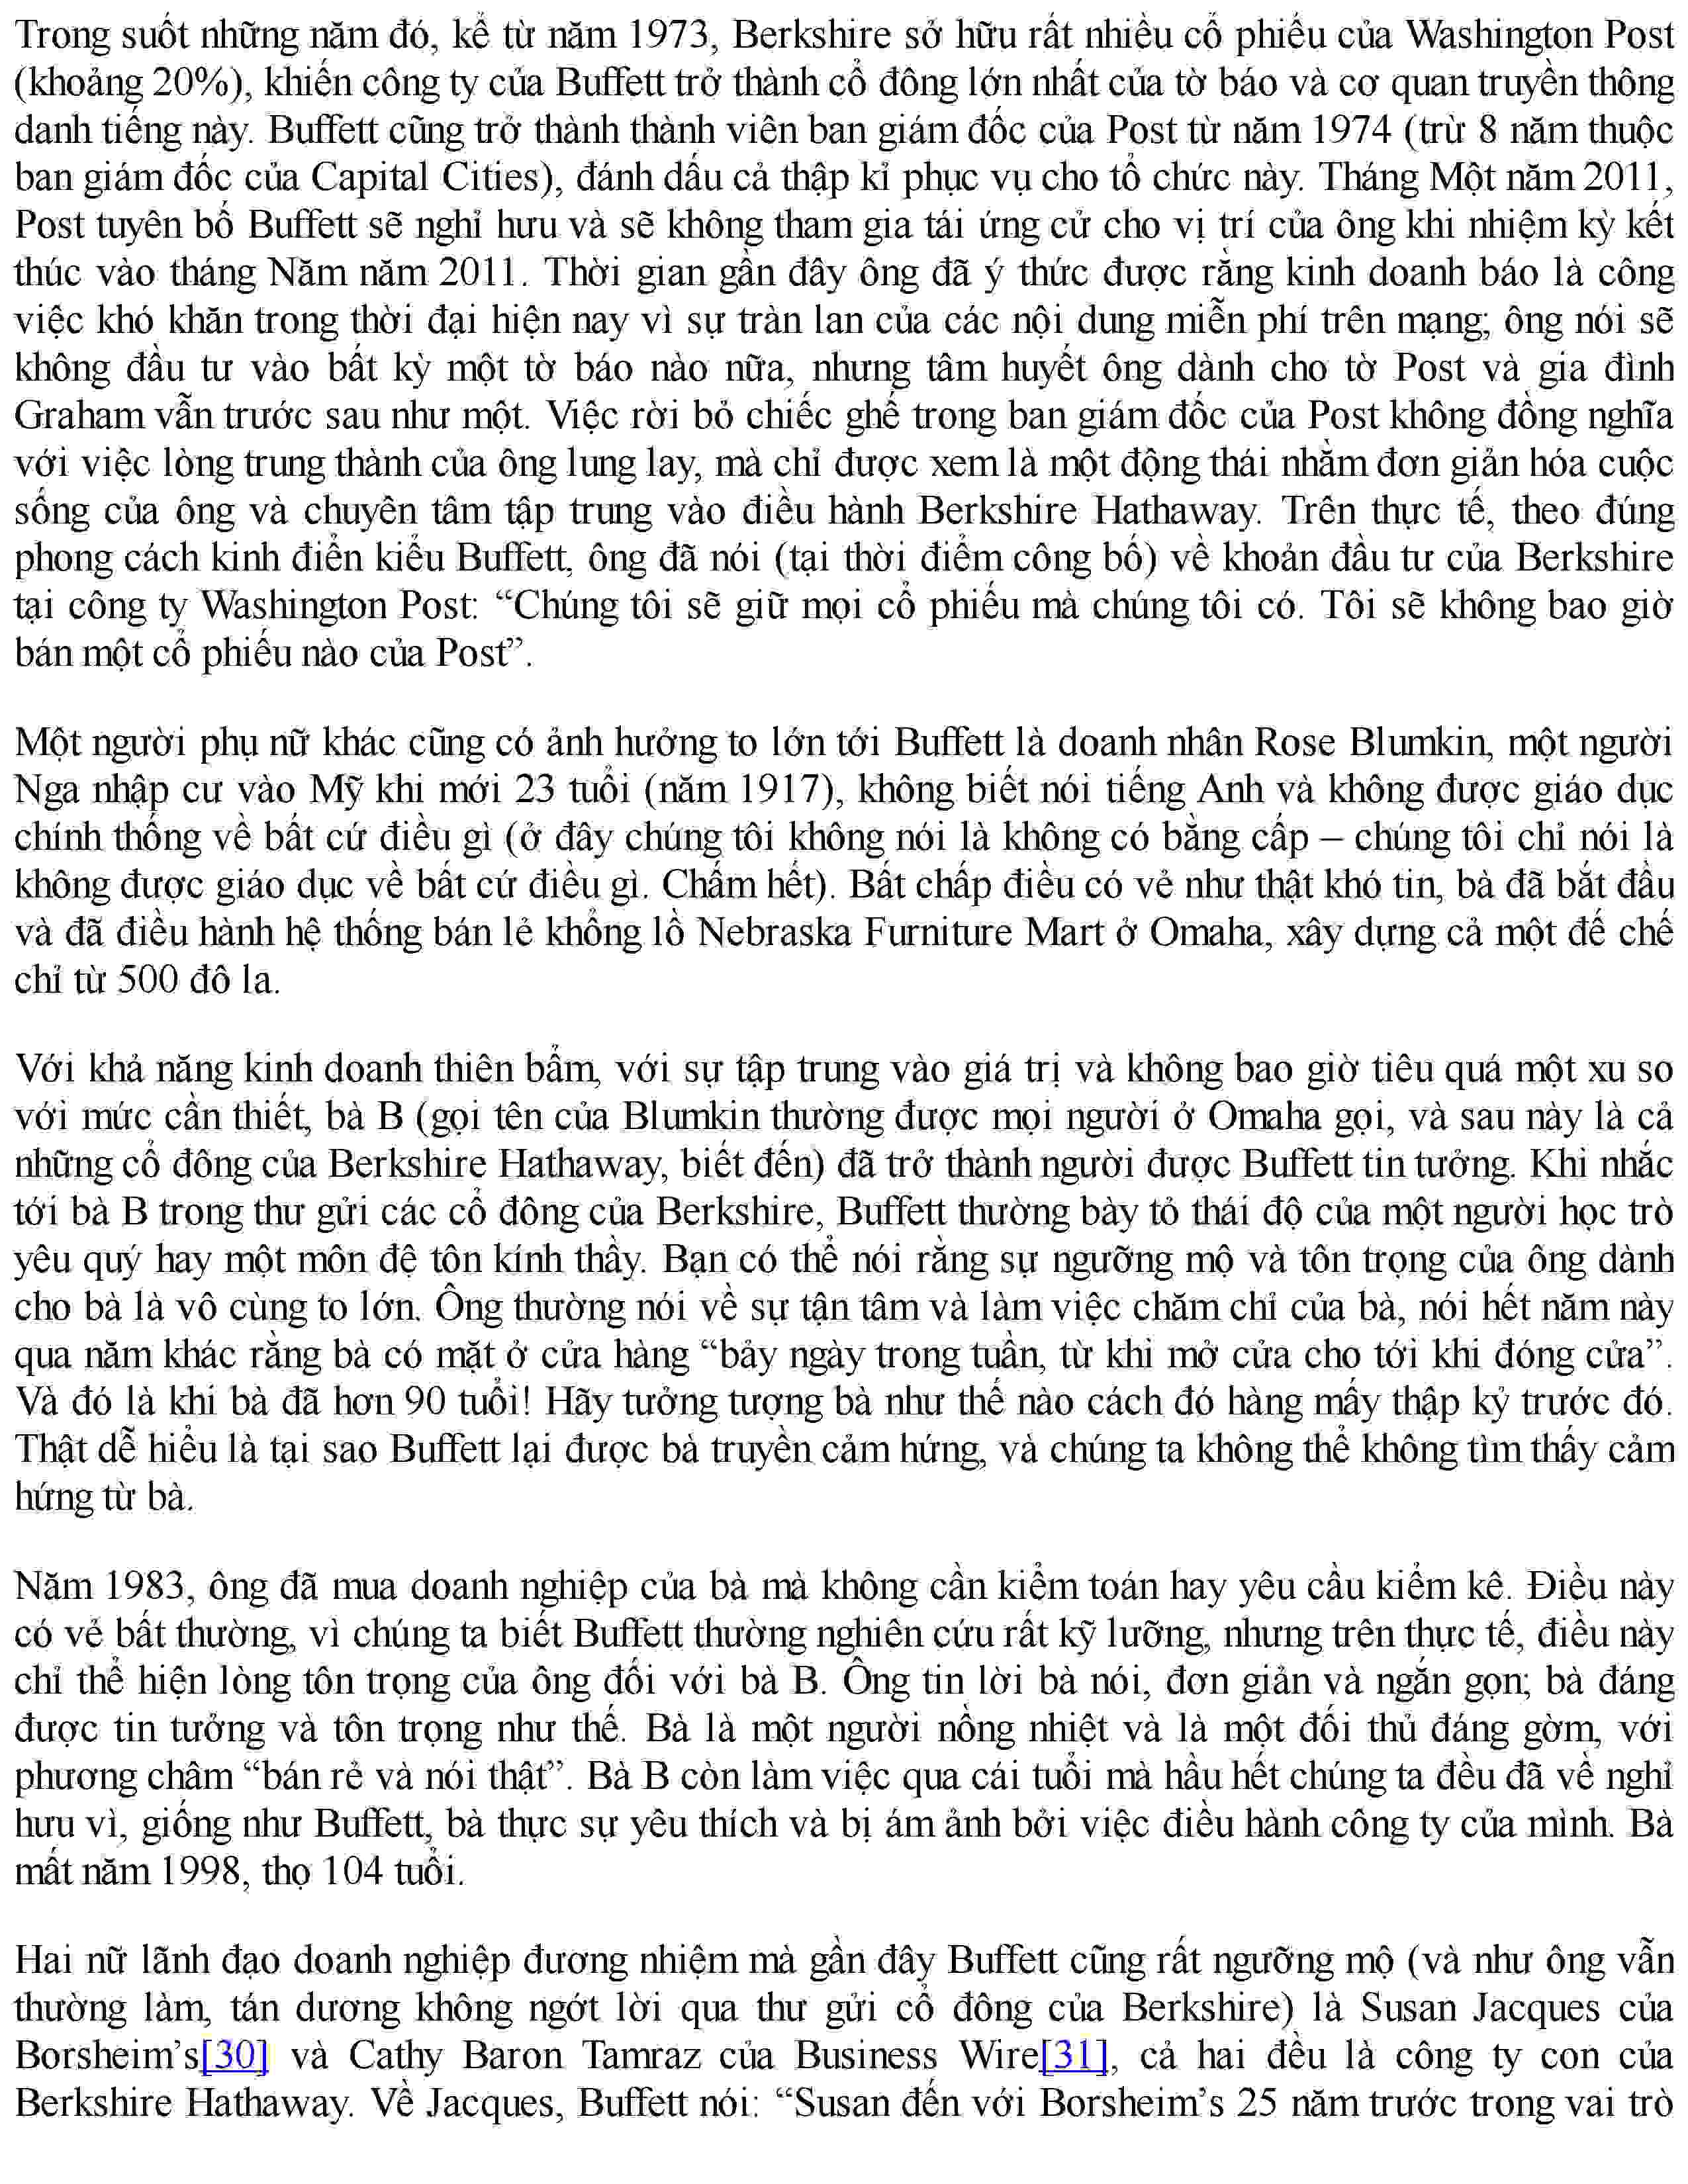 Trong suốt những năm đó, kể từ năm 1973, Berkshire sở hữu rất nhiều cổ phiếu của Washington Post
(khoảng 20%), khiến công ty của Buffett trở thành cổ đông lớn nhất của tờ báo và cơ quan truyền thông
danh tiếng này. Buffett cũng trở thành thành viên ban giám đốc của Post từ năm 1974 (trừ 8 năm thuộc
ban giám đốc của Capital Cities), đánh dấu cả thập kỉ phục vụ cho tổ chức này. Tháng Một năm 2011,
Post tuyên bố Buffett sẽ nghỉ hưu và sẽ không tham gia tái ứng cử cho vị trí của ông khi nhiệm kỳ kết
thúc vào tháng Năm năm 2011. Thời gian gần đây ông đã ý thức được rằng kinh doanh báo là công
việc khó khăn trong thời đại hiện nay vì sự tràn lan của các nội dung miễn phí trên mạng; ông nói sẽ
không đầu tư vào bất kỳ một tờ báo nào nữa, nhưng tâm huyết ông dành cho tờ Post và gia đình
Graham vẫn trước sau như một. Việc rời bỏ chiếc ghế trong ban giám đốc của Post không đồng nghĩa
với việc lòng trung thành của ông lung lay, mà chỉ được xem là một động thái nhằm đơn giản hóa cuộc
sống của ông và chuyên tâm tập trung vào điều hành Berkshire Hathaway. Trên thực tế, theo đúng
phong cách kinh điển kiểu Buffett, ông đã nói (tại thời điểm công bố) về khoản đầu tư của Berkshire
tại công ty Washington Post: “Chúng tôi sẽ giữ mọi cổ phiếu mà chúng tôi có. Tôi sẽ không bao giờ
bán một cổ phiếu nào của Post”.
Một người phụ nữ khác cũng có ảnh hưởng to lớn tới Buffett là doanh nhân Rose Blumkin, một người
Nga nhập cư vào Mỹ khi mới 23 tuổi (năm 1917), không biết nói tiếng Anh và không được giáo dục
chính thống về bất cứ điều gì (ở đây chúng tôi không nói là không có bằng cấp – chúng tôi chỉ nói là
không được giáo dục về bất cứ điều gì. Chấm hết). Bất chấp điều có vẻ như thật khó tin, bà đã bắt đầu
và đã điều hành hệ thống bán lẻ khổng lồ Nebraska Furniture Mart ở Omaha, xây dựng cả một đế chế
chỉ từ 500 đô la.
Với khả năng kinh doanh thiên bẩm, với sự tập trung vào giá trị và không bao giờ tiêu quá một xu so
với mức cần thiết, bà B (gọi tên của Blumkin thường được mọi người ở Omaha gọi, và sau này là cả
những cổ đông của Berkshire Hathaway, biết đến) đã trở thành người được Buffett tin tưởng. Khi nhắc
tới bà B trong thư gửi các cổ đông của Berkshire, Buffett thường bày tỏ thái độ của một người học trò
yêu quý hay một môn đệ tôn kính thầy. Bạn có thể nói rằng sự ngưỡng mộ và tôn trọng của ông dành
cho bà là vô cùng to lớn. Ông thường nói về sự tận tâm và làm việc chăm chỉ của bà, nói hết năm này
qua năm khác rằng bà có mặt ở cửa hàng “bảy ngày trong tuần, từ khi mở cửa cho tới khi đóng cửa”.
Và đó là khi bà đã hơn 90 tuổi! Hãy tưởng tượng bà như thế nào cách đó hàng mấy thập kỷ trước đó.
Thật dễ hiểu là tại sao Buffett lại được bà truyền cảm hứng, và chúng ta không thể không tìm thấy cảm
hứng từ bà.
Năm 1983, ông đã mua doanh nghiệp của bà mà không cần kiểm toán hay yêu cầu kiểm kê. Điều này
có vẻ bất thường, vì chúng ta biết Buffett thường nghiên cứu rất kỹ lưỡng, nhưng trên thực tế, điều này
chỉ thể hiện lòng tôn trọng của ông đối với bà B. Ông tin lời bà nói, đơn giản và ngắn gọn; bà đáng
được tin tưởng và tôn trọng như thế. Bà là một người nồng nhiệt và là một đối thủ đáng gờm, với
phương châm “bán rẻ và nói thật”. Bà B còn làm việc qua cái tuổi mà hầu hết chúng ta đều đã về nghỉ
hưu vì, giống như Buffett, bà thực sự yêu thích và bị ám ảnh bởi việc điều hành công ty của mình. Bà
mất năm 1998, thọ 104 tuổi.
Hai nữ lãnh đạo doanh nghiệp đương nhiệm mà gần đây Buffett cũng rất ngưỡng mộ (và như ông vẫn
thường làm, tán dương không ngớt lời qua thư gửi cổ đông của Berkshire) là Susan Jacques của
Borsheim’s[30] và Cathy Baron Tamraz của Business Wire[31], cả hai đều là công ty con của
Berkshire Hathaway. Về Jacques, Buffett nói: “Susan đến với Borsheim’s 25 năm trước trong vai trò